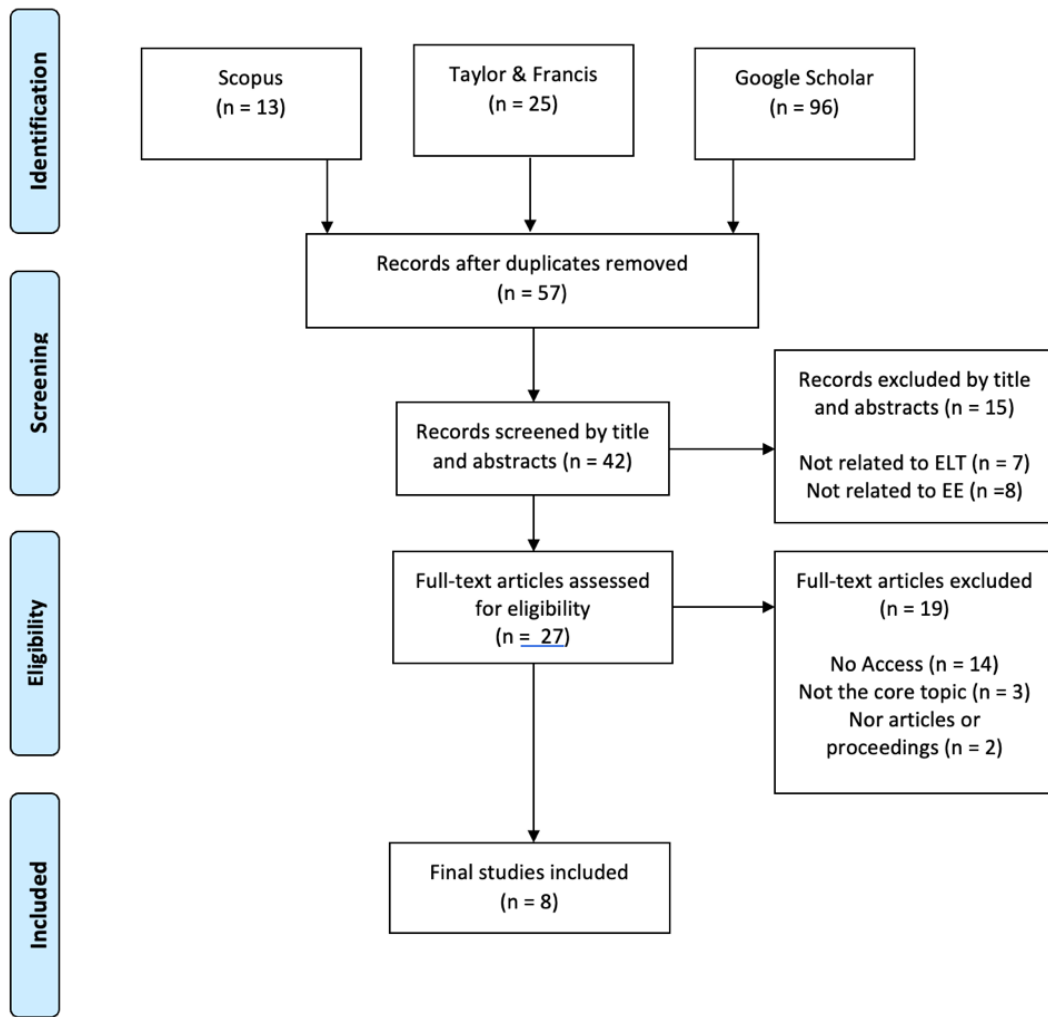 Identification
Scopus
(n = 13)
Taylor & Francis
(n = 25)
Google Scholar
(n = 96)
Records after duplicates removed
(n = 57)
Screening
Records screened by title
and abstracts (n = 42)
Records excluded by title
and abstracts (n = 15)
Not related to ELT (n = 7)
Not related to EE (n =8)
Eligibility
Full-text articles assessed
for eligibility
(n = 27)
Full-text articles excluded
(n = 19)
No Access (n = 14)
Not the core topic (n = 3)
Nor articles or
proceedings (n = 2)
Included
Final studies included
(n = 8)